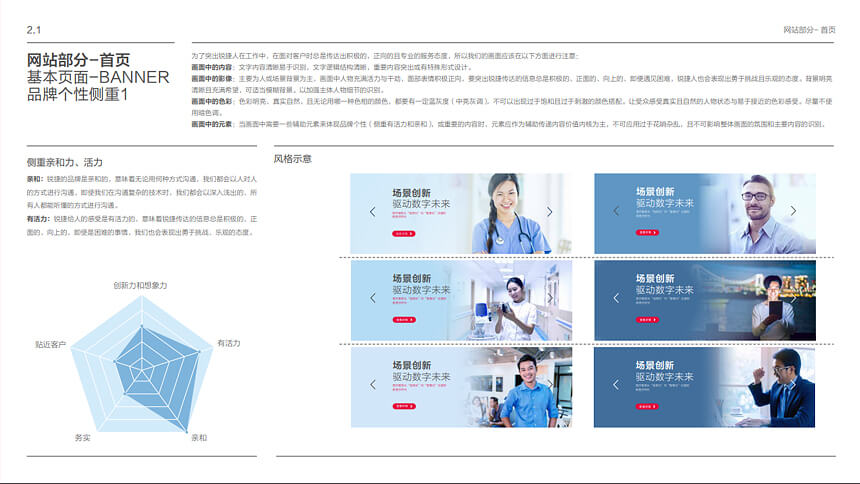 2.1
网站部分- 首页
网站部分-首页
基本页面-BANNER
品牌个性侧重1
为了突出锐捷人在工作中，在面对客户时总是传达出积极的、正向的且专业的服务态度，所以我们的画面应该在以下方面进行注意：
画面中的内容：文字内容清晰易于识别，文字逻辑结构清晰，重要内容突出或有特殊形式设计。
画面中的影像：主要为人或场景背景为主，画面中人物充满活力与干劲，面部表情积极正向，要突出锐捷传达的信息总是积极的、正面的、向上的，即使遇见困难，锐捷人也会表现出勇于挑战且乐观的态度。背景明亮
清晰且充满希望，可适当模糊背景，以加强主体人物细节的识别。
画面中的色彩：色彩明亮、真实自然，且无论用哪一种色相的颜色，都要有一定蓝灰度（中亮灰调），不可以出现过于饱和且过于刺激的颜色搭配。让受众感受真实且自然的人物状态与易于接近的色彩感受。尽量不使
用暗色调。
画面中的元素：当画面中需要一些辅助元素来体现品牌个性（侧重有活力和亲和），或重要的内容时，元素应作为辅助传递内容价值内核为主，不可应用过于花哨杂乱，且不可影响整体画面的氛围和主要内容的识别。
侧重亲和力、活力
亲和：锐捷的品牌是亲和的，意味着无论用何种方式沟通，我们都会以人对人
的方式进行沟通，即使我们在沟通复杂的技术时，我们都会以深入浅出的、所
有人都能听懂的方式进行沟通。
有活力：锐捷给人的感受是有活力的，意味着锐捷传达的信息总是积极的、正
面的、向上的，即使是困难的事情，我们也会表现出勇于挑战、乐观的态度。
创新力和想象力
贴近客户
有活力
务实
亲和
风格示意
场景创新
驱动数字未来
场景创新
驱动数字未来
场景创新
驱动数字未来
场景创新
驱动数字未来
场景创新
驱动数字未来
场景创新
驱动数字未来